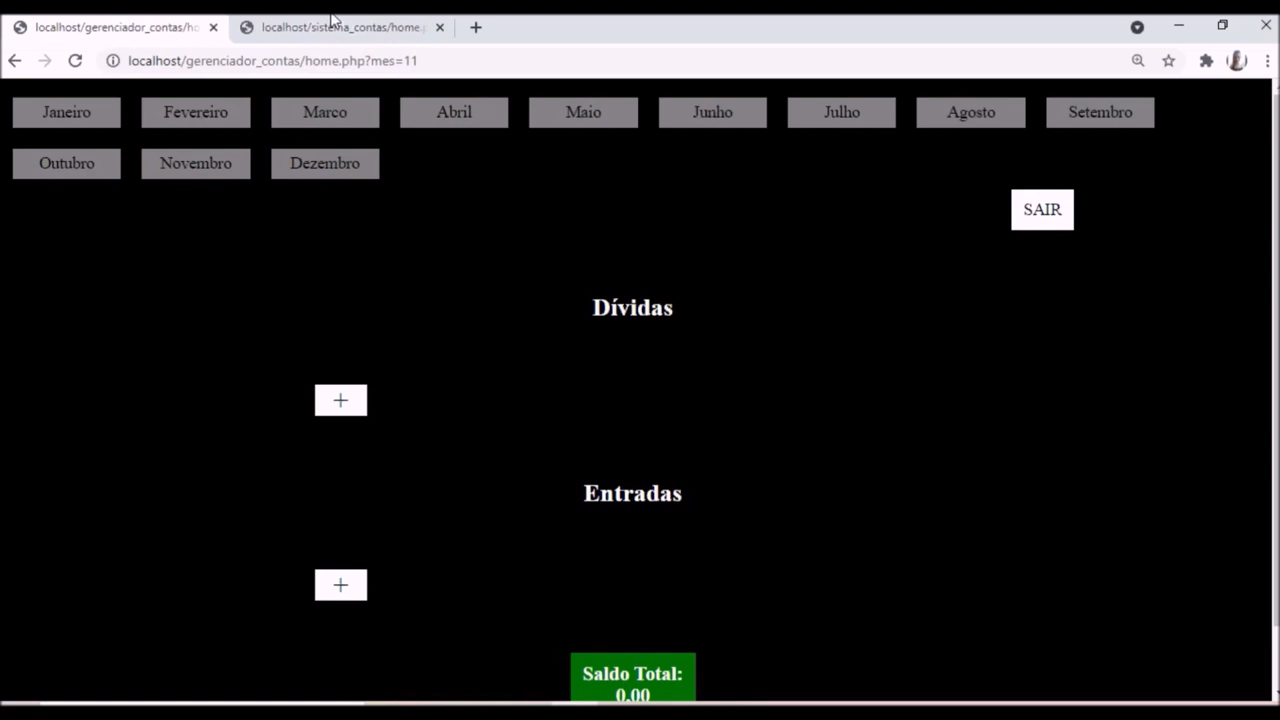 localhost/gerenciador_contas/ho
localhost/sistema_contas/home.p
localhost/gerenciador_contas/home.php?mes=11
Janeiro Fevereiro Marco Abril Maio Junho Julho Agosto Setembro
Outubro Novembro Dezembro
SAIR
Dívidas
+
Entradas
+
Saldo Total:
0.00